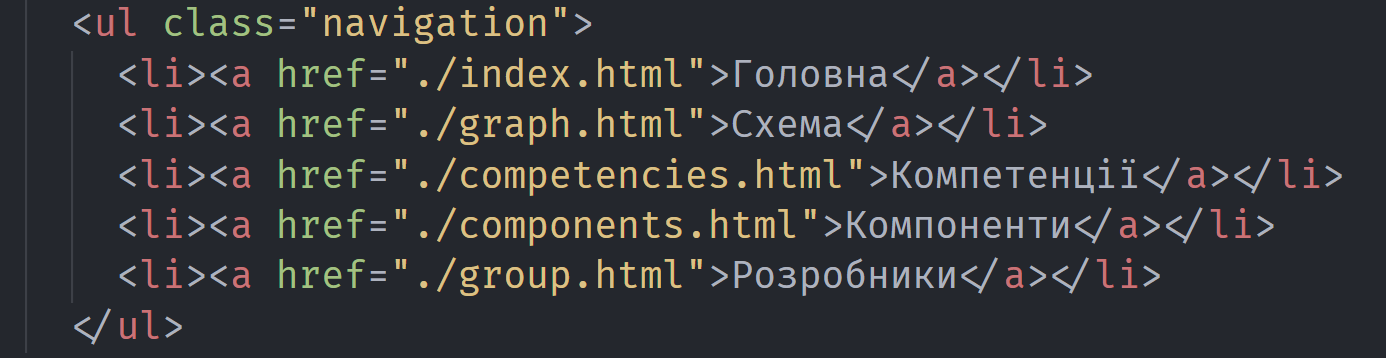 <ul class="navigation">
<li><a href="./index.html">Головна</a></li>
<li><a href="./graph.html">Схема</a></li>
<li><a href="./competencies.html">Компетенції</a></li>
<li><a href="./components.html">Компоненти</a></li>
<li><a href="./group.html">Розробники</a></li>
</ul>